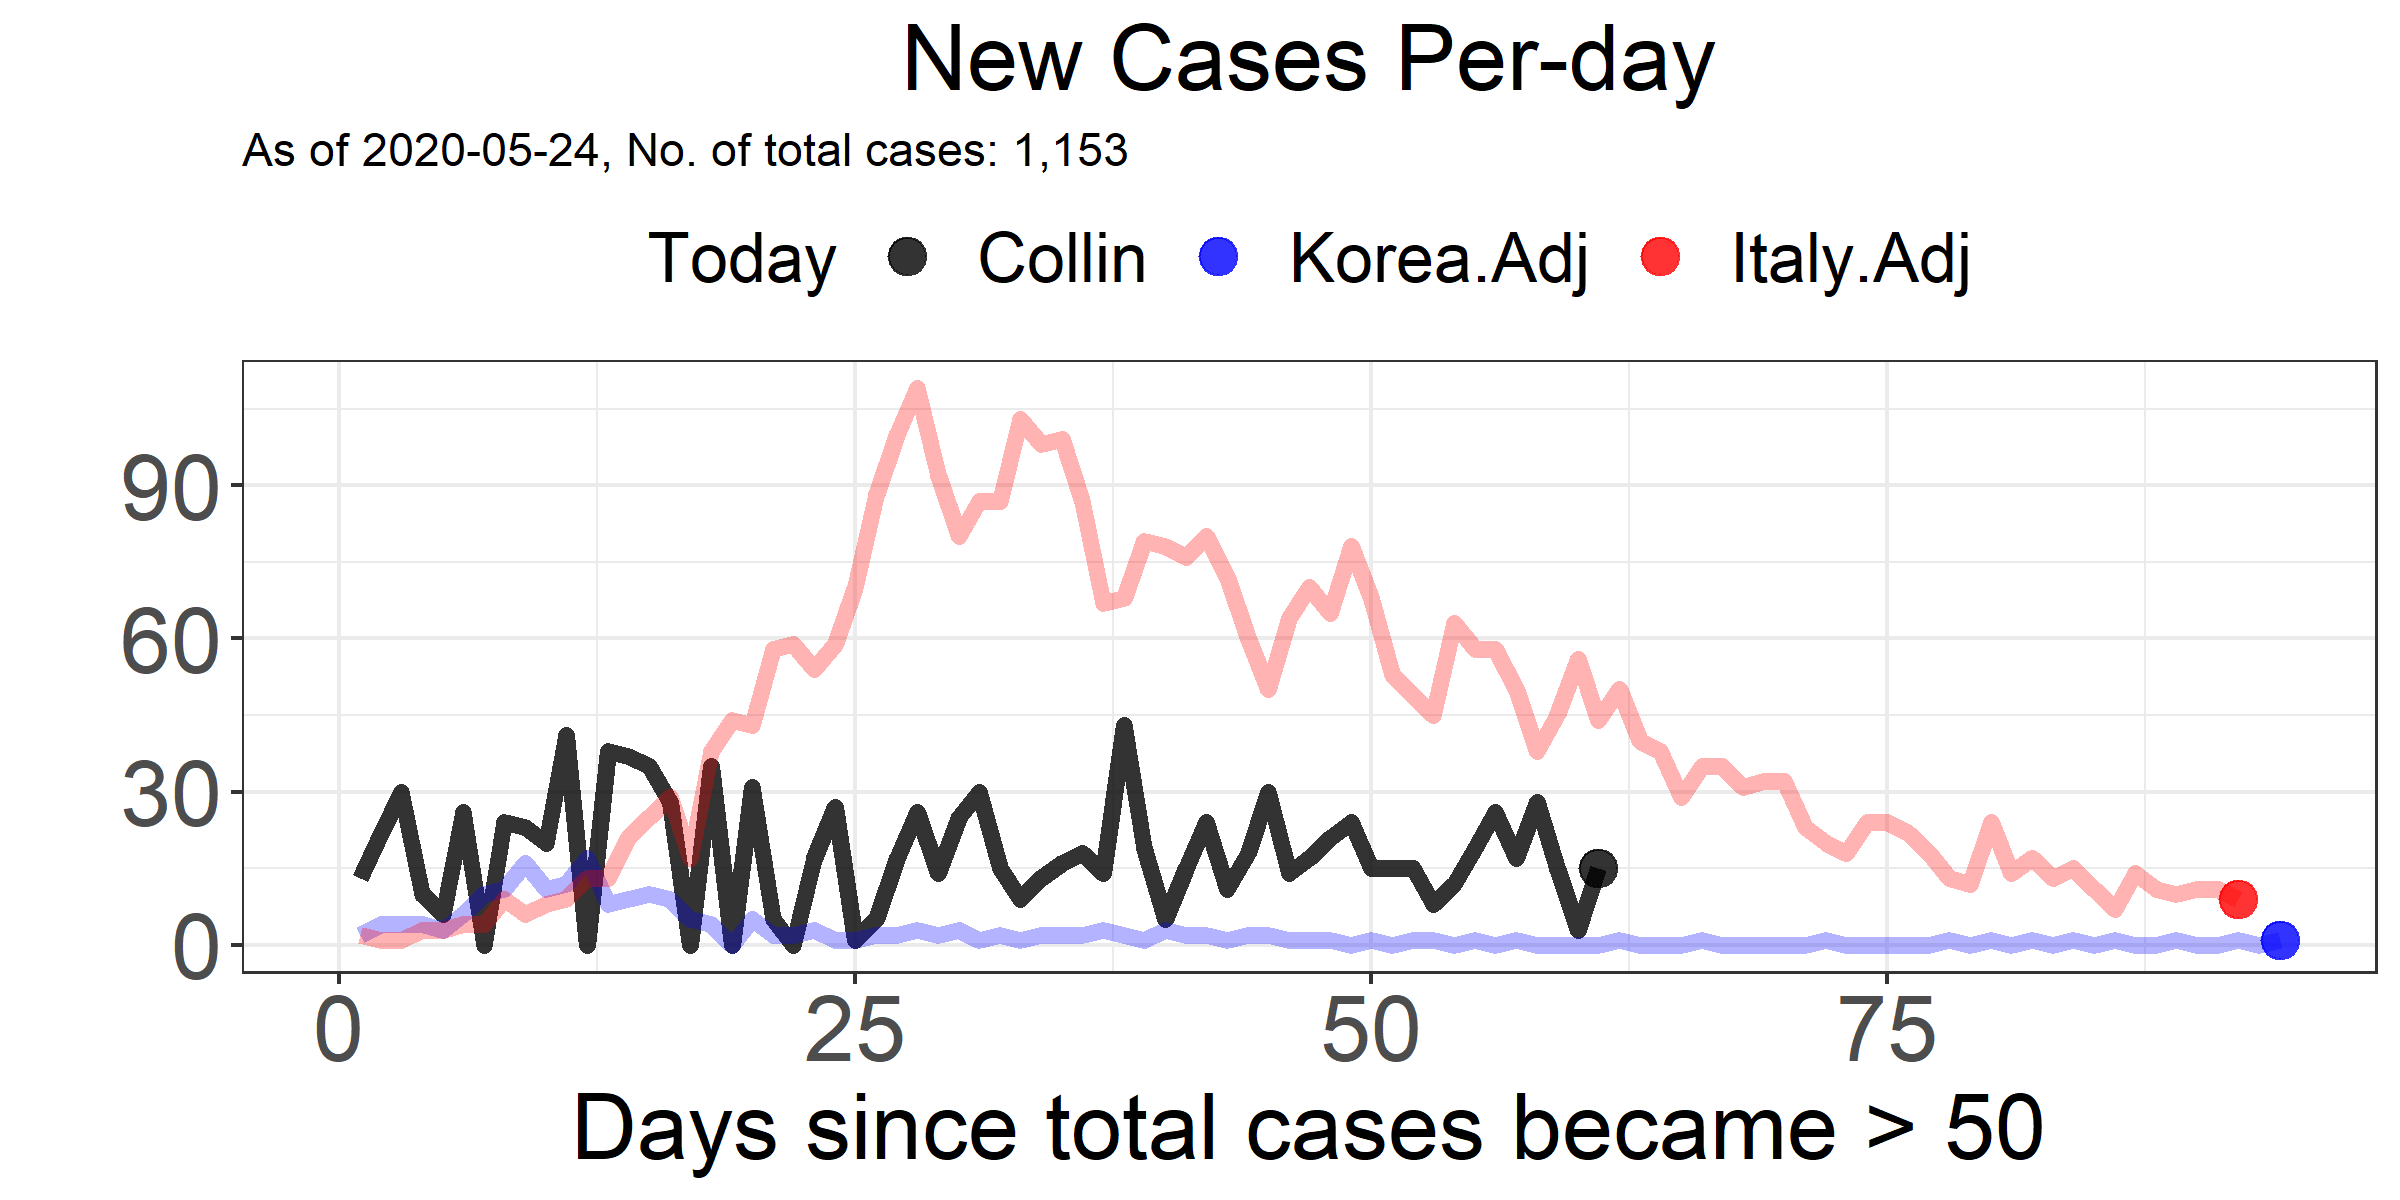 New Cases Per-day
As of 2020-05-24, No. of total cases: 1,153
Today Collin Korea.Adj Italy.Adj
90
60
30
0
0 25 50 75
Days since total cases became > 50